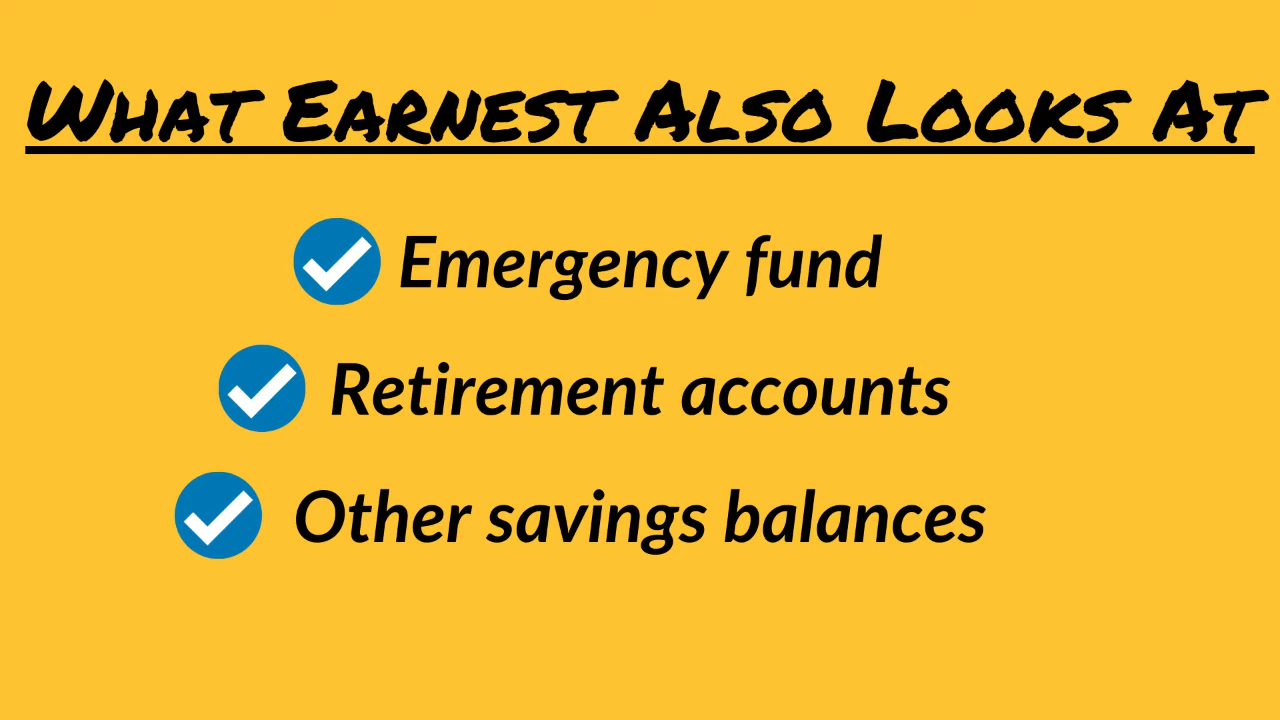 What Earnest Also Looks At
Emergency fund
Retirement accounts
Other savings balances